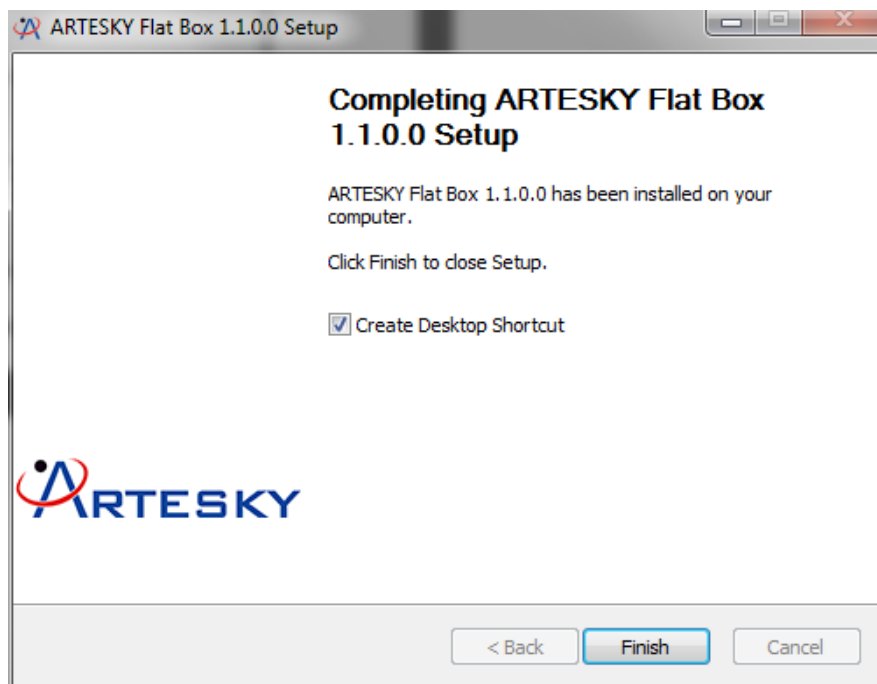 ARTESKY Flat Box 1.1.0.0 Setup
Completing ARTESKY Flat Box
1.1.0.0 Setup
ARTESKY Flat Box 1.1.0.0 has been installed on your
computer.
Click Finish to close Setup.
Create Desktop Shortcut
ARTESKY
< Back Finish Cancel